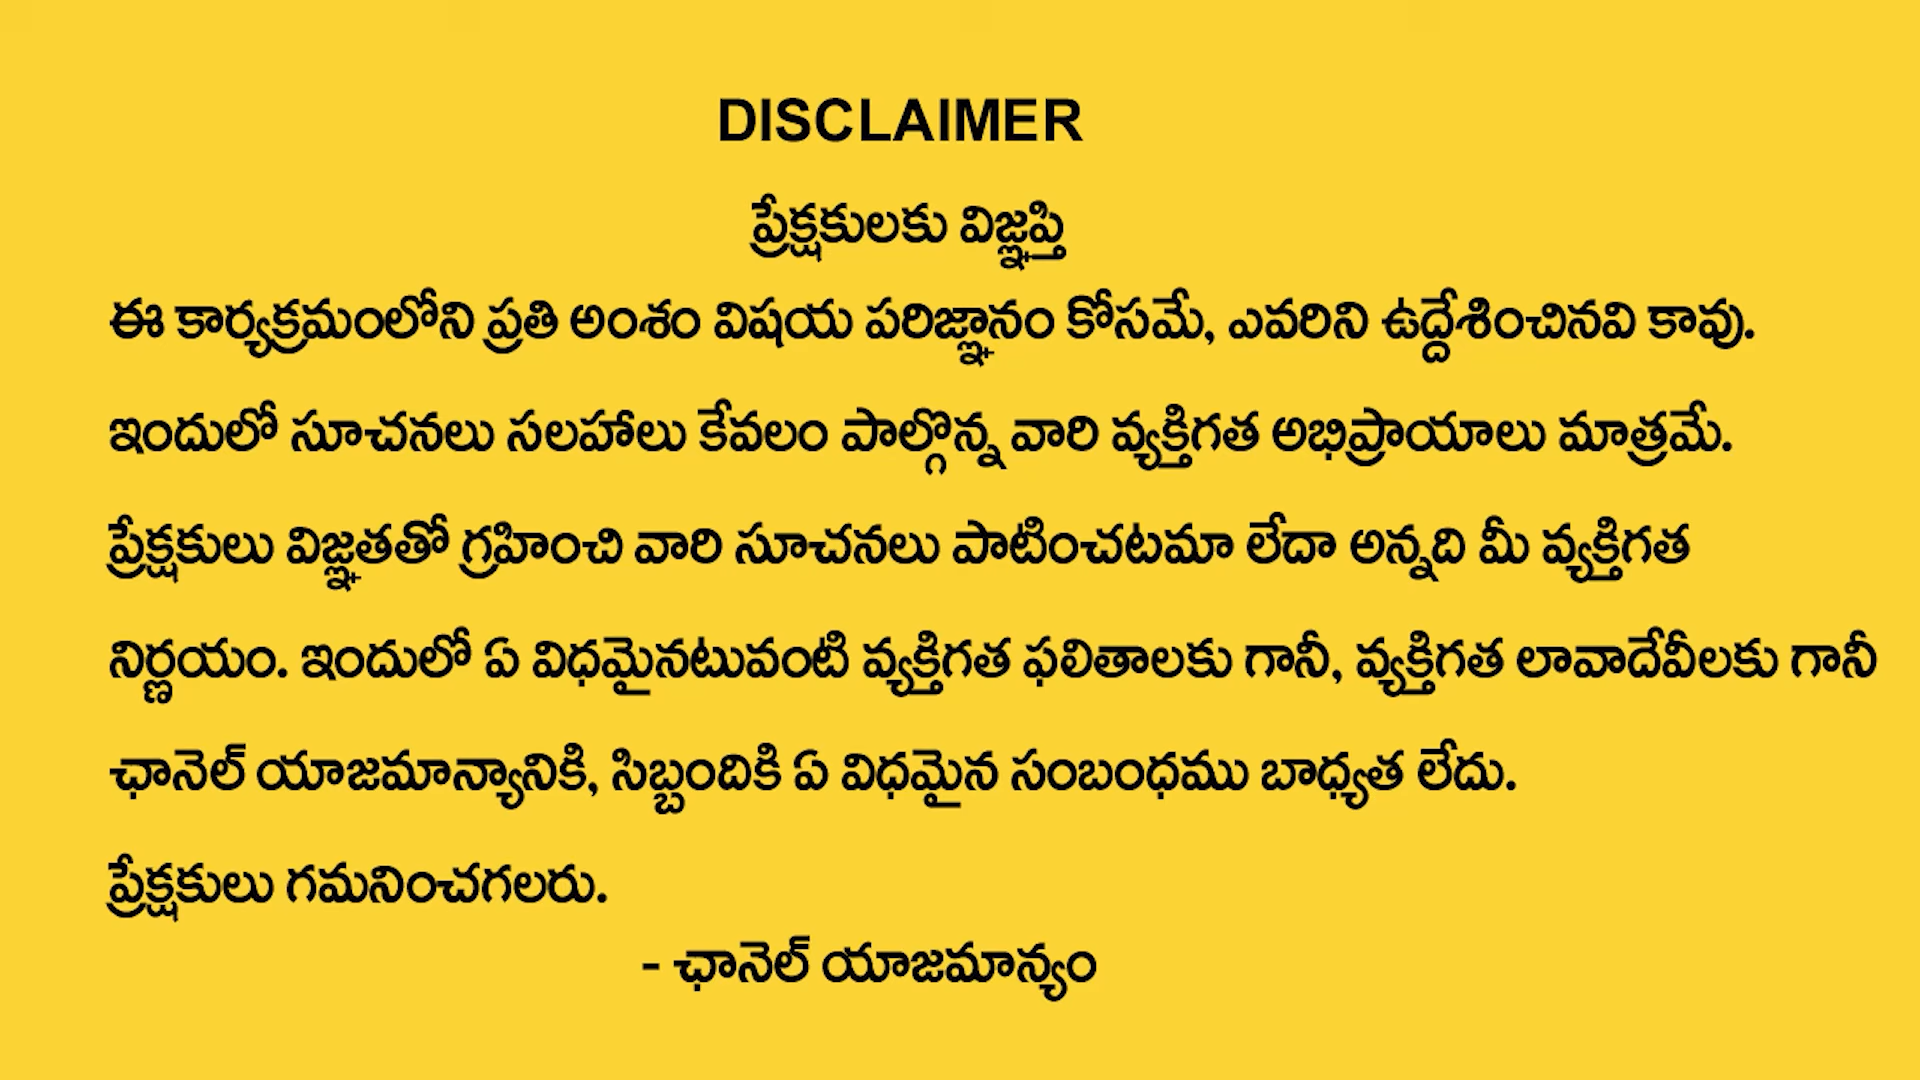 DISCLAIMER
ప్రేక్షకులకు విజ్ఞప్తి
ఈ కార్యక్రమంలోని ప్రతి అంశం విషయ పరిజ్ఞానం కోసమే, ఎవరిని ఉద్దేశించినవి కావు.
ఇందులో సూచనలు సలహాలు కేవలం పాల్గొన్న వారి వ్యక్తిగత అభిప్రాయాలు మాత్రమే.
ప్రేక్షకులు విజ్ఞతతో గ్రహించి వారి సూచనలు పాటించటమా లేదా అన్నది మీ వ్యక్తిగత
నిర్ణయం. ఇందులో ఏ విధమైనటువంటి వ్యక్తిగత ఫలితాలకు గానీ, వ్యక్తిగత లావాదేవీలకు గానీ
ఛానెల్ యాజమాన్యానికి, సిబ్బందికి ఏ విధమైన సంబంధము బాధ్యత లేదు.
ప్రేక్షకులు గమనించగలరు.
- ఛానెల్ యాజమాన్యం